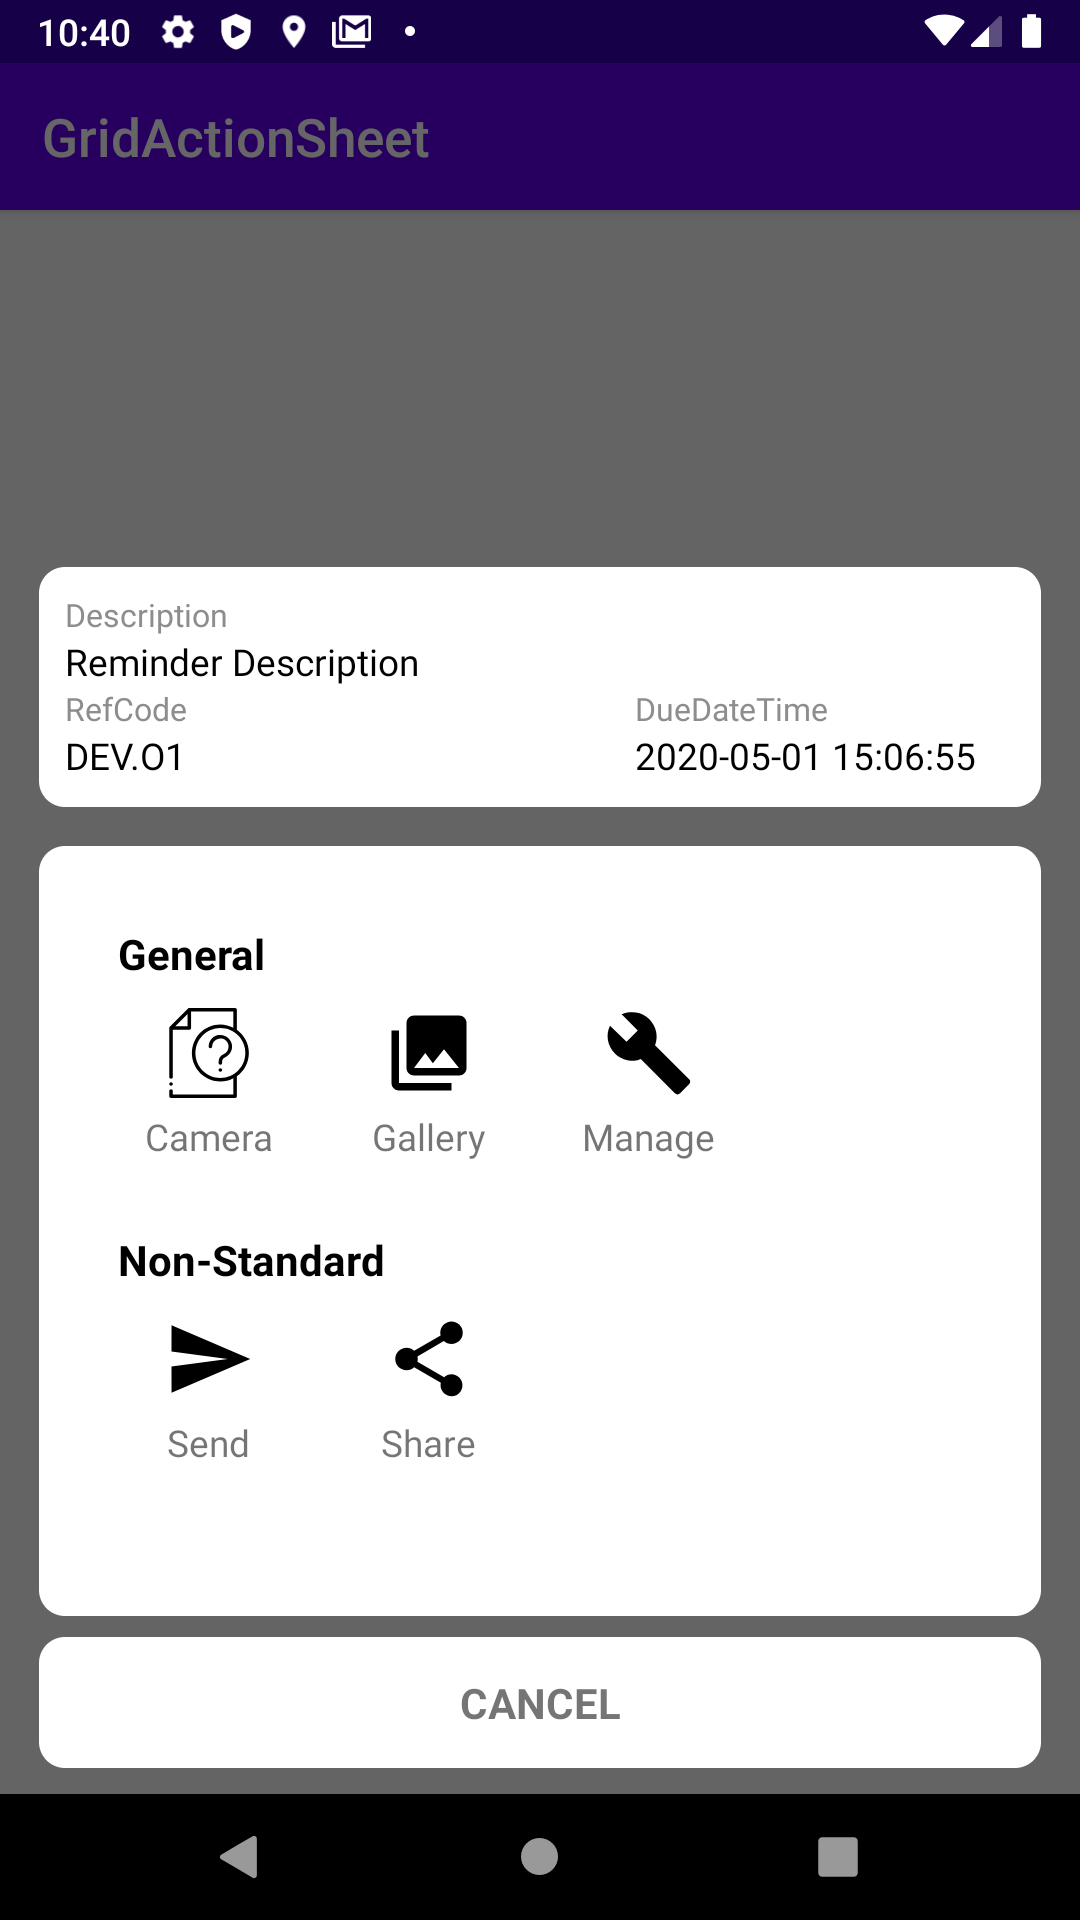 10:40
GridActionSheet
Description
Reminder Description
RefCode DueDateTime
DEV.O1 2020-05-01 15:06:55
General
Camera Gallery Manage
Non-Standard
Send Share
CANCEL